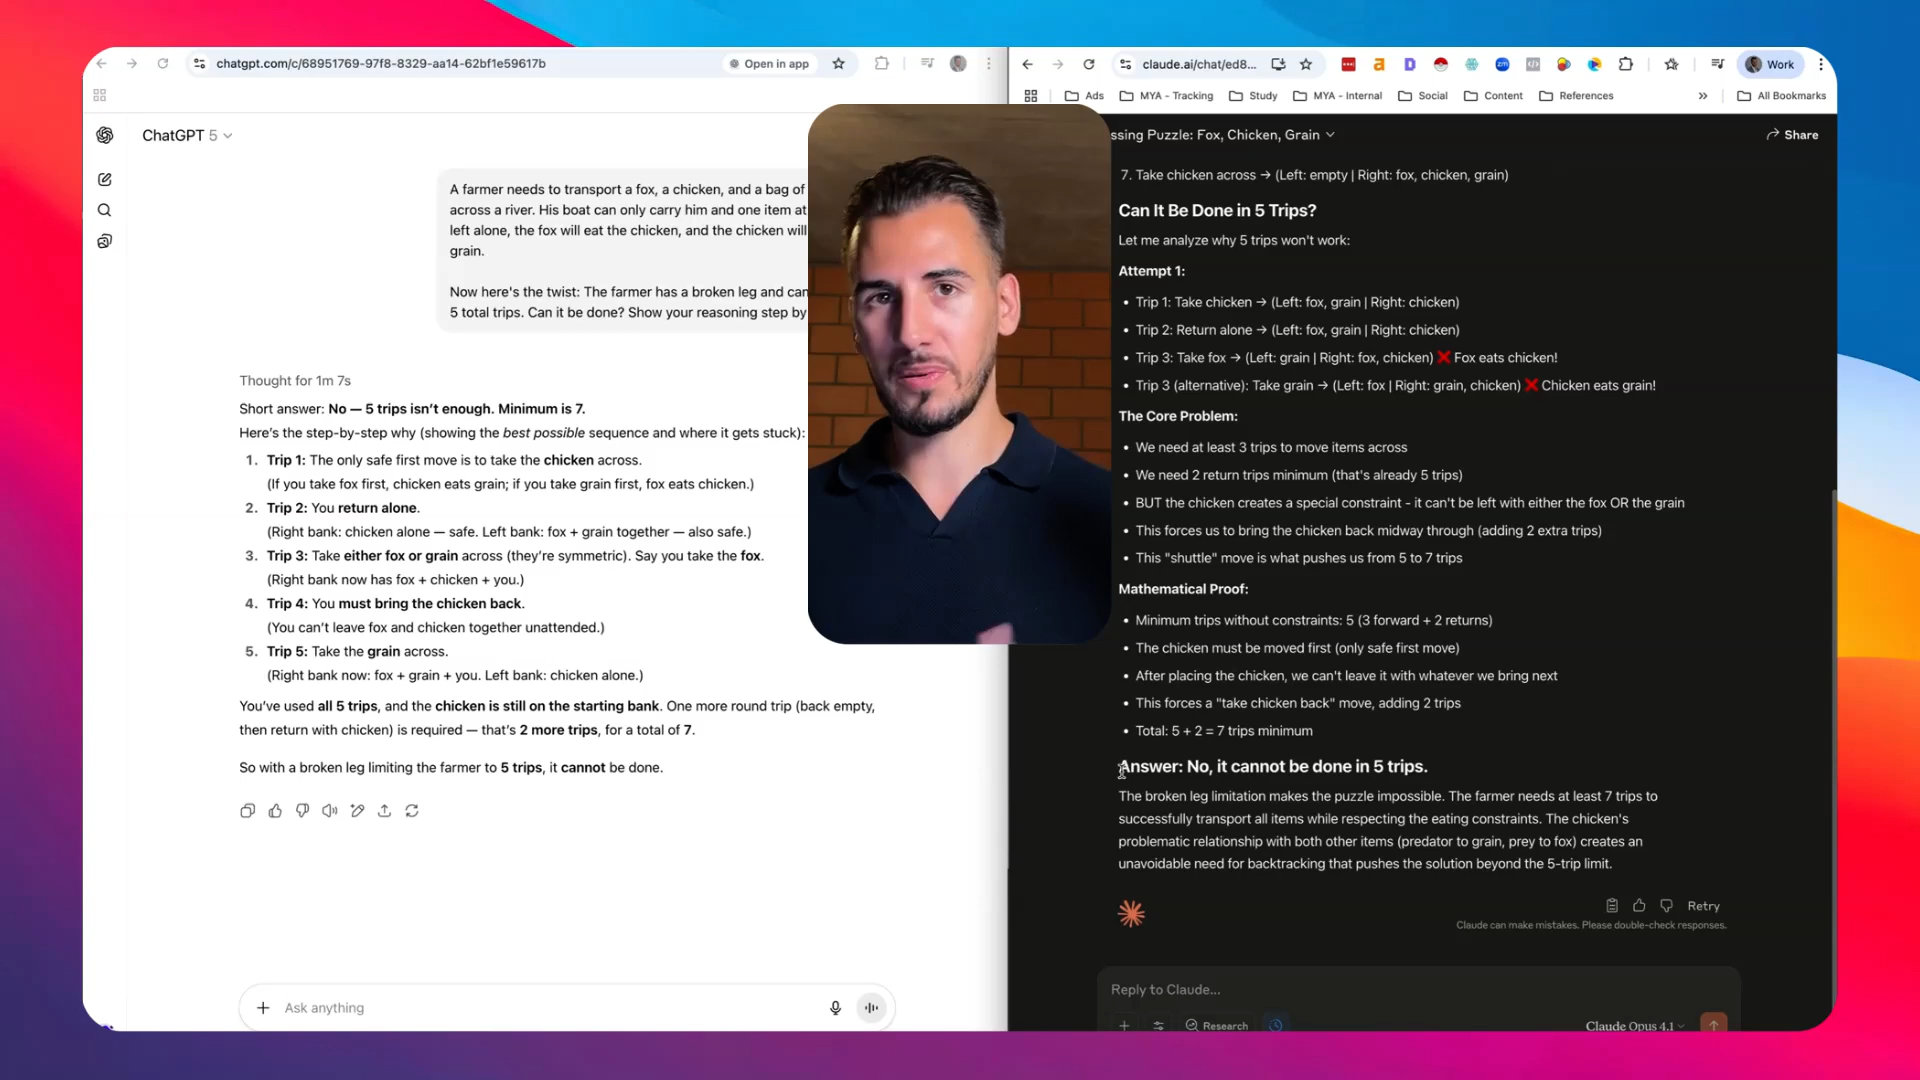 chatgpt.com/c/68951769-97f8-8329-aa14-62bf1e59617b
Open in app
ChatGPT 5
A farmer needs to transport a fox, a chicken, and a bag of
across a river. His boat can only carry him and one item at
left alone, the fox will eat the chicken, and the chicken will
grain.
Now here's the twist: The farmer has a broken leg and can
5 total trips. Can it be done? Show your reasoning step by
Thought for 1m 7s
Short answer: No — 5 trips isn’t enough. Minimum is 7.
Here’s the step-by-step why (showing the best possible sequence and where it gets stuck):
1. Trip 1: The only safe first move is to take the chicken across.
(If you take fox first, chicken eats grain; if you take grain first, fox eats chicken.)
2. Trip 2: You return alone.
(Right bank: chicken alone — safe. Left bank: fox + grain together — also safe.)
3. Trip 3: Take either fox or grain across (they’re symmetric). Say you take the fox.
(Right bank now has fox + chicken + you.)
4. Trip 4: You must bring the chicken back.
(You can’t leave fox and chicken together unattended.)
5. Trip 5: Take the grain across.
(Right bank now: fox + grain + you. Left bank: chicken alone.)
You’ve used all 5 trips, and the chicken is still on the starting bank. One more round trip (back empty,
then return with chicken) is required — that’s 2 more trips, for a total of 7.
So with a broken leg limiting the farmer to 5 trips, it cannot be done.
Ask anything
claude.ai/chat/ed8...
Work
Ads
MYA - Tracking
Study
MYA - Internal
Social
Content
References
All Bookmarks
ssing Puzzle: Fox, Chicken, Grain
Share
7. Take chicken across → (Left: empty | Right: fox, chicken, grain)
Can It Be Done in 5 Trips?
Let me analyze why 5 trips won't work:
Attempt 1:
• Trip 1: Take chicken → (Left: fox, grain | Right: chicken)
• Trip 2: Return alone → (Left: fox, grain | Right: chicken)
• Trip 3: Take fox → (Left: grain | Right: fox, chicken) ❌ Fox eats chicken!
• Trip 3 (alternative): Take grain → (Left: fox | Right: grain, chicken) ❌ Chicken eats grain!
The Core Problem:
• We need at least 3 trips to move items across
• We need 2 return trips minimum (that's already 5 trips)
• BUT the chicken creates a special constraint - it can't be left with either the fox OR the grain
• This forces us to bring the chicken back midway through (adding 2 extra trips)
• This "shuttle" move is what pushes us from 5 to 7 trips
Mathematical Proof:
• Minimum trips without constraints: 5 (3 forward + 2 returns)
• The chicken must be moved first (only safe first move)
• After placing the chicken, we can't leave it with whatever we bring next
• This forces a "take chicken back" move, adding 2 trips
• Total: 5 + 2 = 7 trips minimum
Answer: No, it cannot be done in 5 trips.
The broken leg limitation makes the puzzle impossible. The farmer needs at least 7 trips to
successfully transport all items while respecting the eating constraints. The chicken's
problematic relationship with both other items (predator to grain, prey to fox) creates an
unavoidable need for backtracking that pushes the solution beyond the 5-trip limit.
Retry
Claude can make mistakes. Please double-check responses.
Reply to Claude...
Research
Claude Opus 4.1